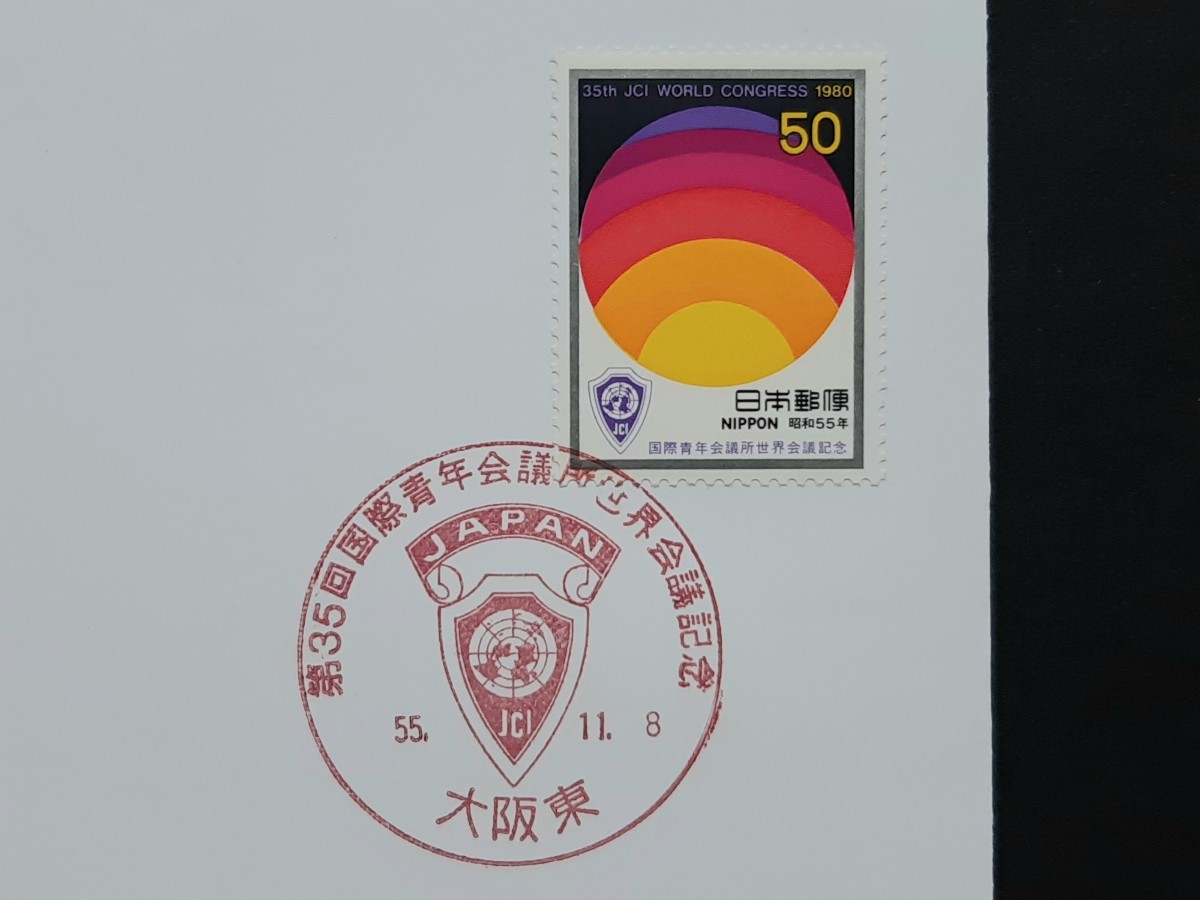 35th JCI WORLD CONGRESS 1980
50
日本郵便
NIPPON 昭和55年
JCI
国際青年会議所世界会議記念
第35回国際青年会議所世界会議記念
JAPAN
JCI
55. 11. 8
大阪東